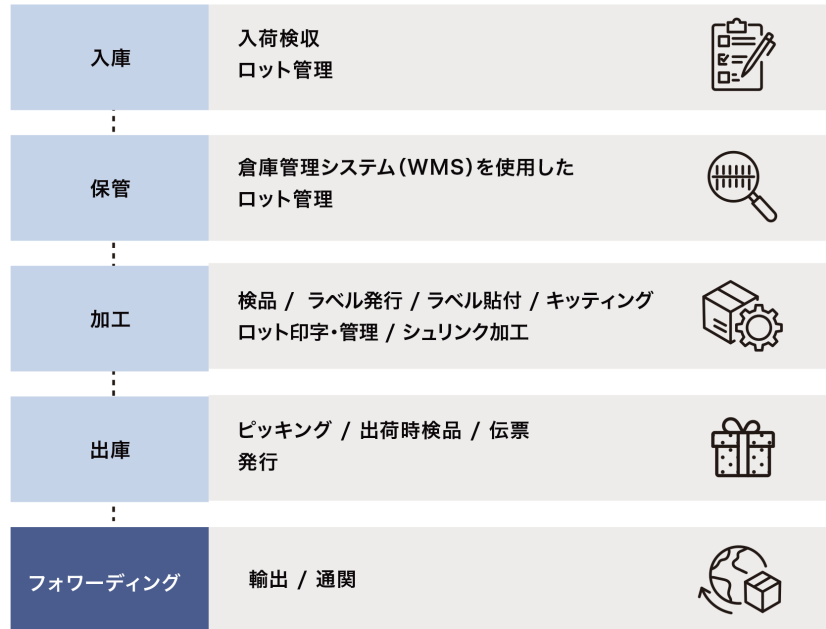 入庫
入荷検収
ロット管理
保管
倉庫管理システム(WMS)を使用した
ロット管理
加工
検品 / ラベル発行 / ラベル貼付 / キッティング
ロット印字・管理 / シュリンク加工
出庫
ピッキング / 出荷時検品 / 伝票
発行
フォワーディング
輸出 / 通関